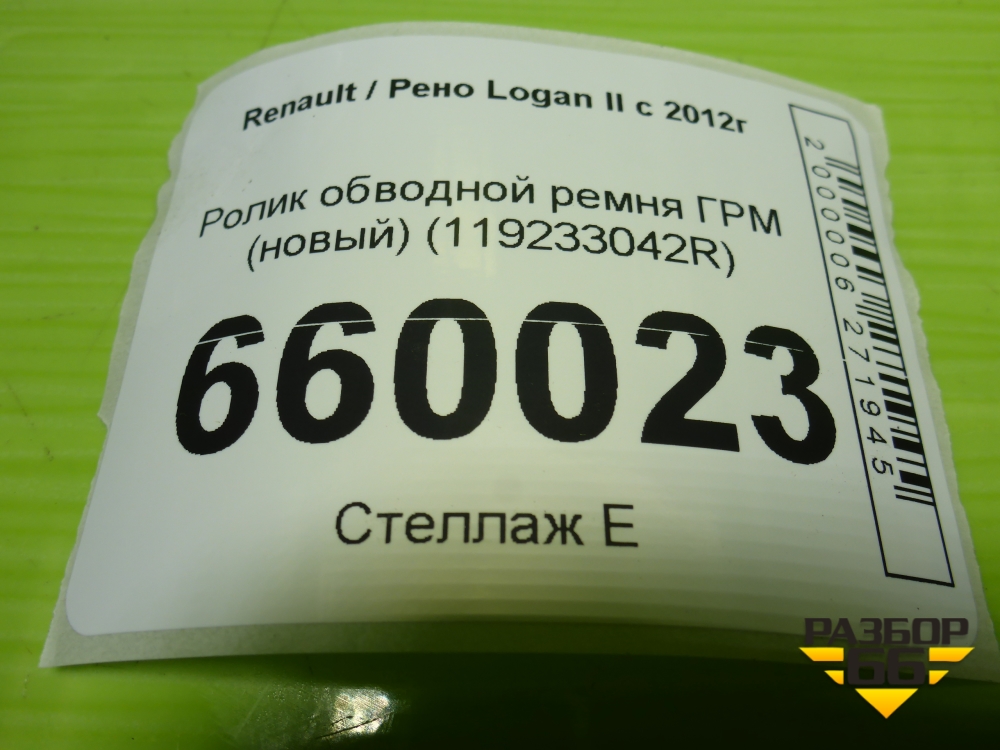 Renault / Рено Logan II с 2012г
Ролик обводной ремня ГРМ
(новый) (119233042R)
660023
Стеллаж Е
2000006271945
РАЗБОР
66